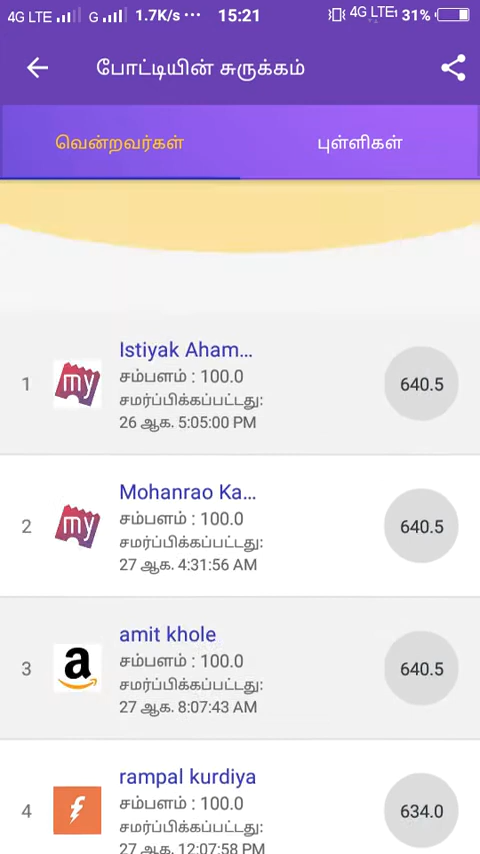 4G LTE G 1.7K/s ··· 15:21 4G LTE 31%
போட்டியின் சுருக்கம்
வென்றவர்கள் புள்ளிகள்
Istiyak Aham...
1 my சம்பளம் : 100.0 640.5
சமர்ப்பிக்கப்பட்டது:
26 ஆக. 5:05:00 PM
Mohanrao Ka...
2 my சம்பளம் : 100.0 640.5
சமர்ப்பிக்கப்பட்டது:
27 ஆக. 4:31:56 AM
amit khole
3 a சம்பளம் : 100.0 640.5
சமர்ப்பிக்கப்பட்டது:
27 ஆக. 8:07:43 AM
rampal kurdiya
4 சம்பளம் : 100.0 634.0
சமர்ப்பிக்கப்பட்டது:
27 ஆக. 12:07:58 PM